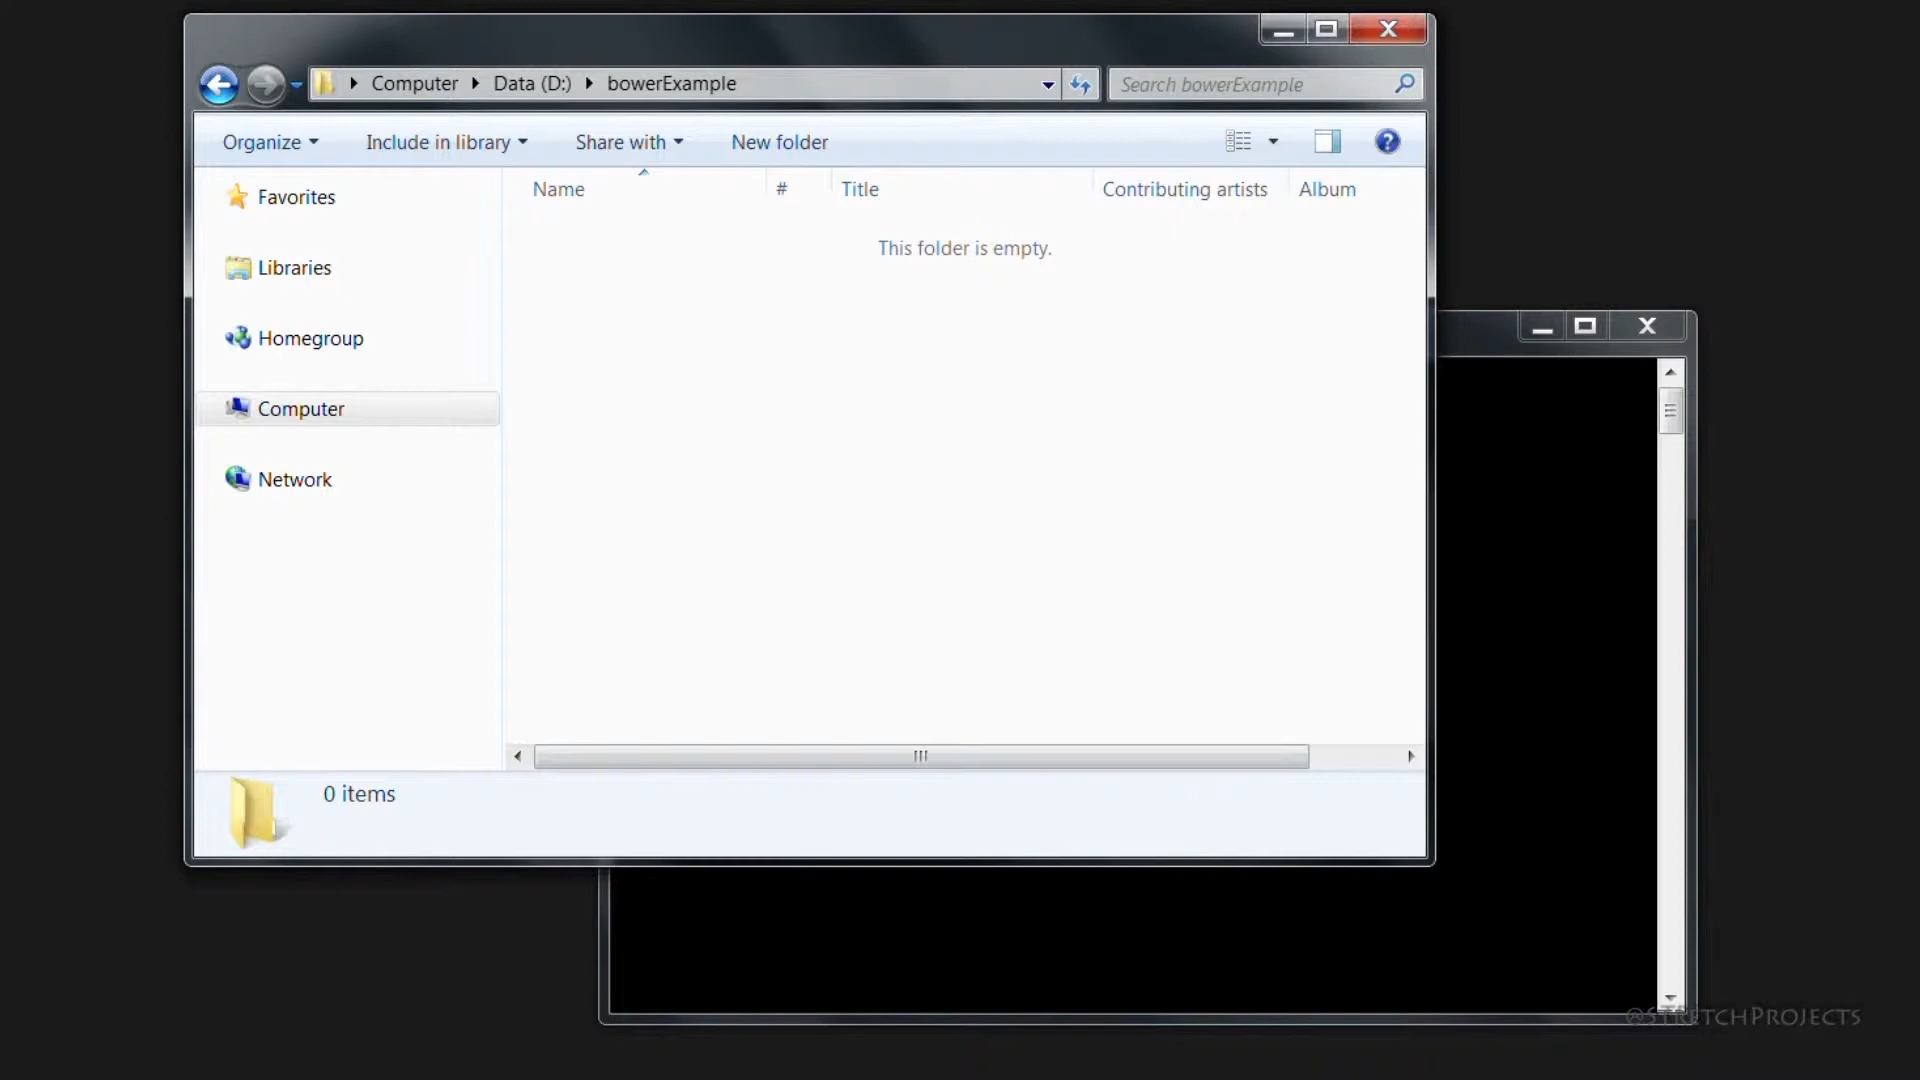 Computer Data (D:) bowerExample
Search bowerExample
Organize Include in library Share with New folder
Favorites
Libraries
Homegroup
Computer
Network
Name # Title Contributing artists Album
This folder is empty.
0 items
@STRETCHPROJECTS